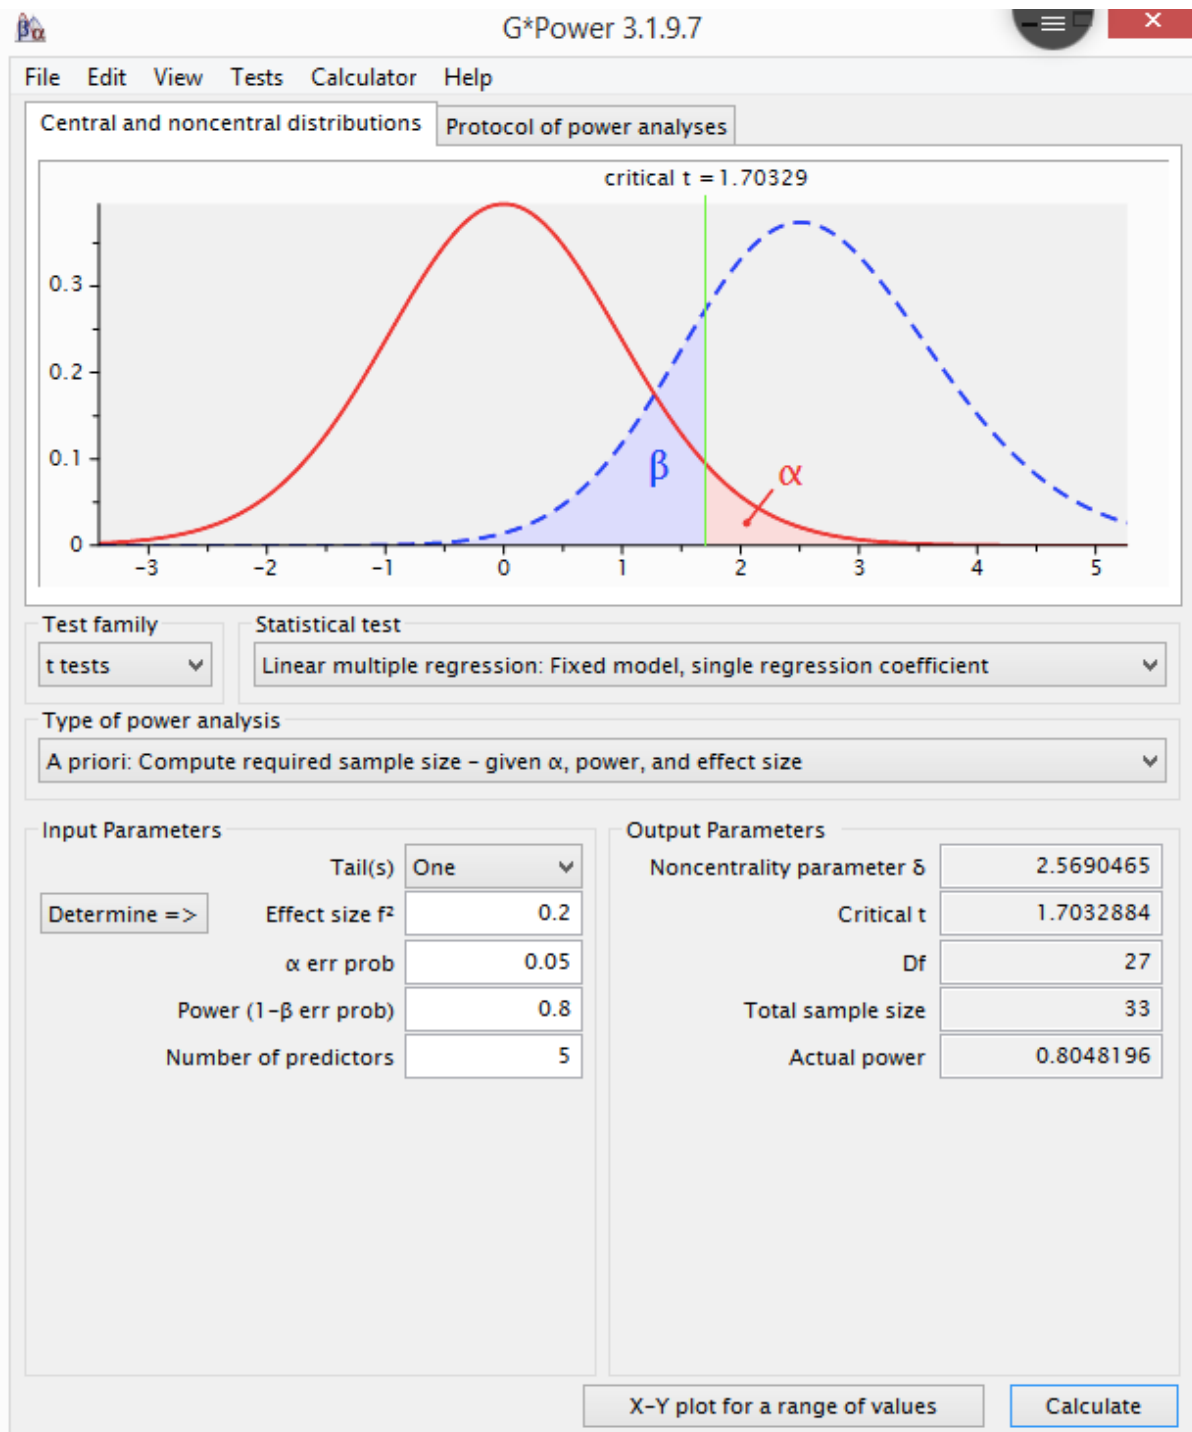 βα G*Power 3.1.9.7
File Edit View Tests Calculator Help
Central and noncentral distributions Protocol of power analyses
critical t = 1.70329
0.3
0.2
β α
0.1
0
-3 -2 -1 0 1 2 3 4 5
Test family Statistical test
t tests Linear multiple regression: Fixed model, single regression coefficient
Type of power analysis
A priori: Compute required sample size – given α, power, and effect size
Input Parameters Output Parameters
Tail(s) One Noncentrality parameter δ 2.5690465
Determine => Effect size f² 0.2 Critical t 1.7032884
α err prob 0.05 Df 27
Power (1-β err prob) 0.8 Total sample size 33
Number of predictors 5 Actual power 0.8048196
X-Y plot for a range of values Calculate